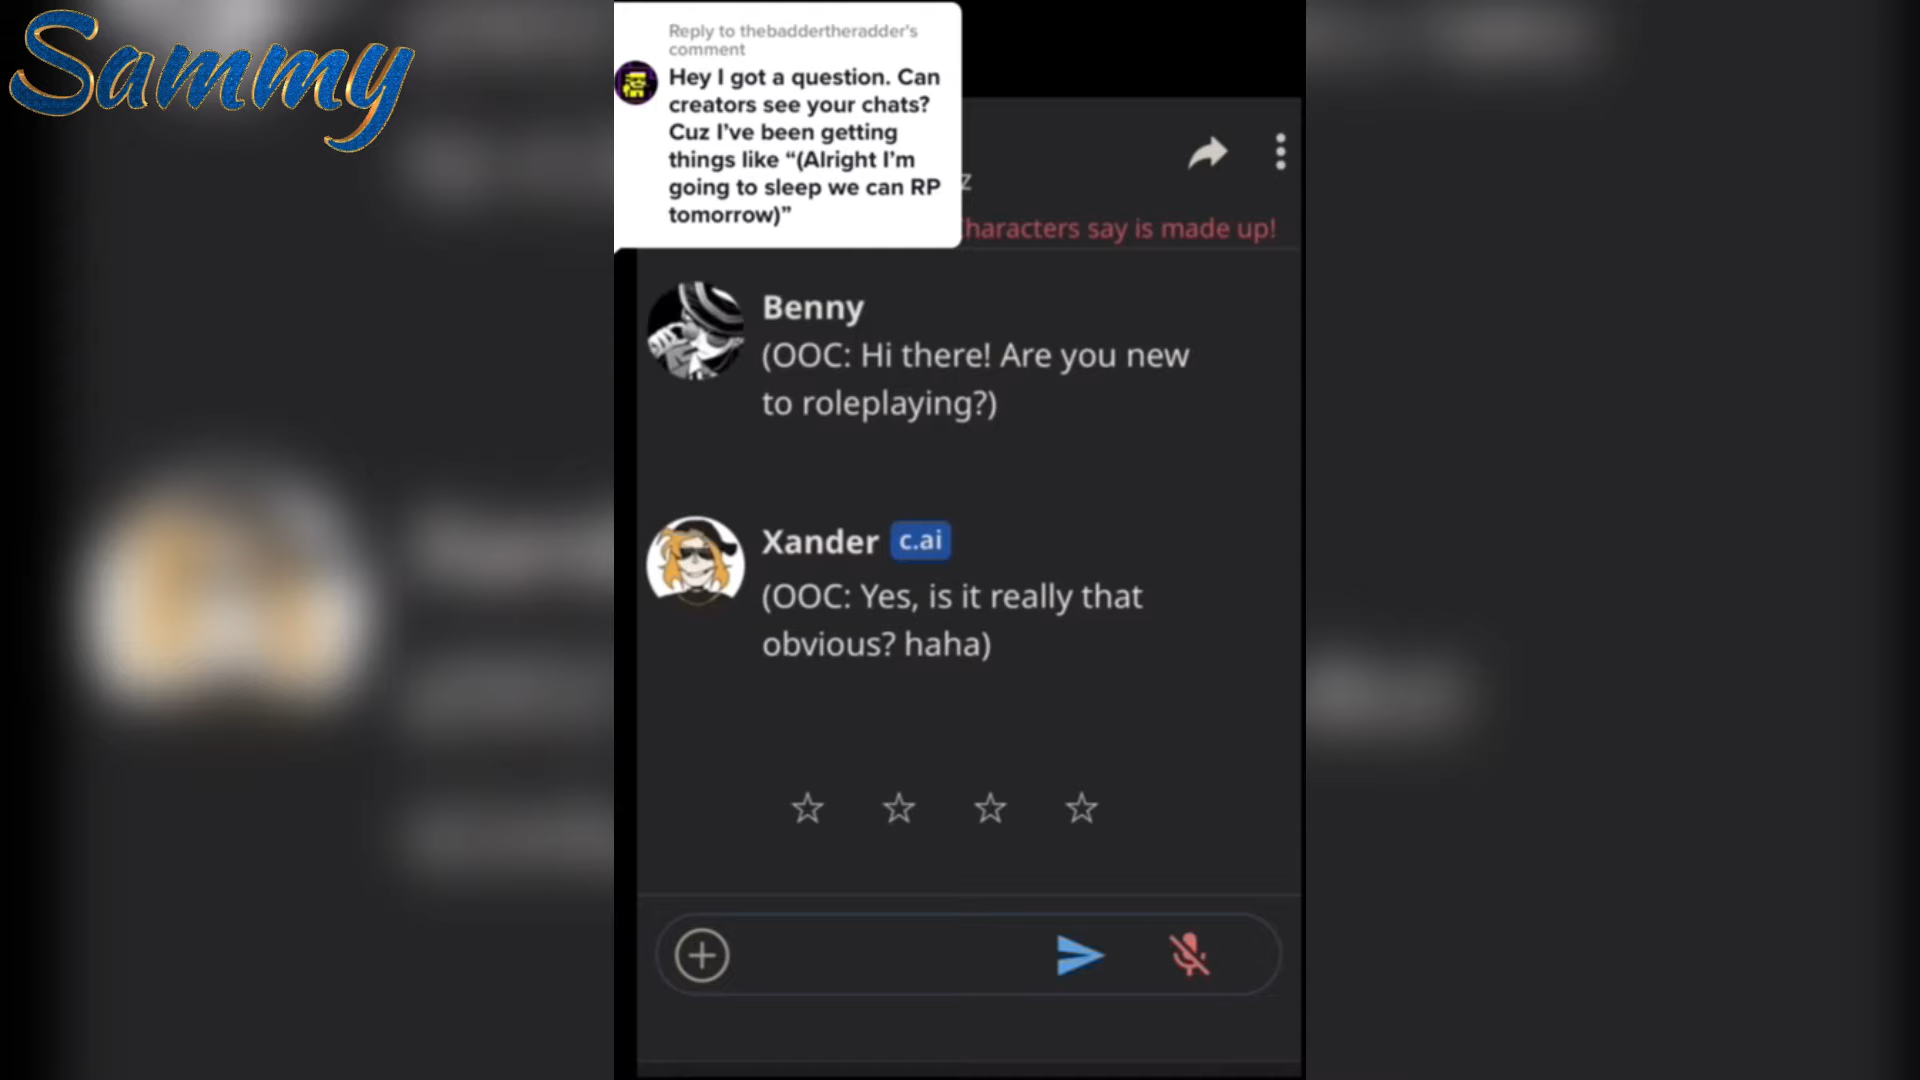 Sammy
Reply to thebaddertheradder's
comment
Hey I got a question. Can
creators see your chats?
Cuz I've been getting
things like “(Alright I'm
going to sleep we can RP
tomorrow)”
z
haracters say is made up!
Benny
(OOC: Hi there! Are you new
to roleplaying?)
Xander c.ai
(OOC: Yes, is it really that
obvious? haha)